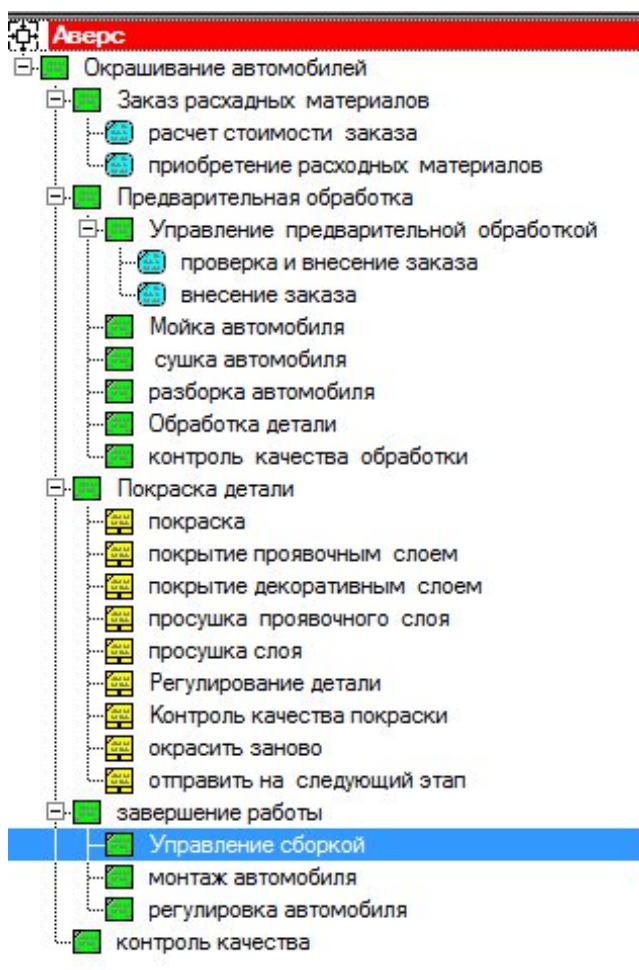 Аверс
Окрашивание автомобилей
Заказ расхадных материалов
расчет стоимости заказа
приобретение расходных материалов
Предварительная обработка
Управление предварительной обработкой
проверка и внесение заказа
внесение заказа
Мойка автомобиля
сушка автомобиля
разборка автомобиля
Обработка детали
контроль качества обработки
Покраска детали
покраска
покрытие проявочным слоем
покрытие декоративным слоем
просушка проявочного слоя
просушка слоя
Регулирование детали
Контроль качества покраски
окрасить заново
отправить на следующий этап
завершение работы
Управление сборкой
монтаж автомобиля
регулировка автомобиля
контроль качества